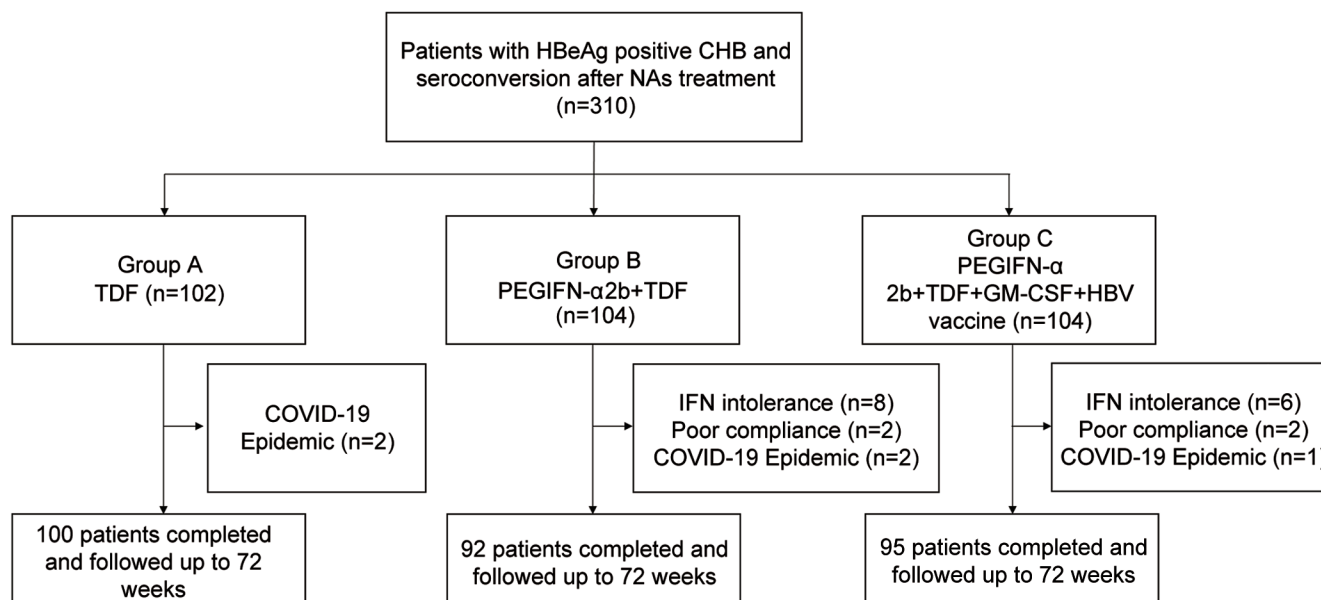 Patients with HBeAg positive CHB and
seroconversion after NAs treatment
(n=310)
Group A
TDF (n=102)
Group B
PEGIFN-α2b+TDF
(n=104)
Group C
PEGIFN-α
2b+TDF+GM-CSF+HBV
vaccine (n=104)
COVID-19
Epidemic (n=2)
IFN intolerance (n=8)
Poor compliance (n=2)
COVID-19 Epidemic (n=2)
IFN intolerance (n=6)
Poor compliance (n=2)
COVID-19 Epidemic (n=1)
100 patients completed
and followed up to 72
weeks
92 patients completed and
followed up to 72 weeks
95 patients completed and
followed up to 72 weeks